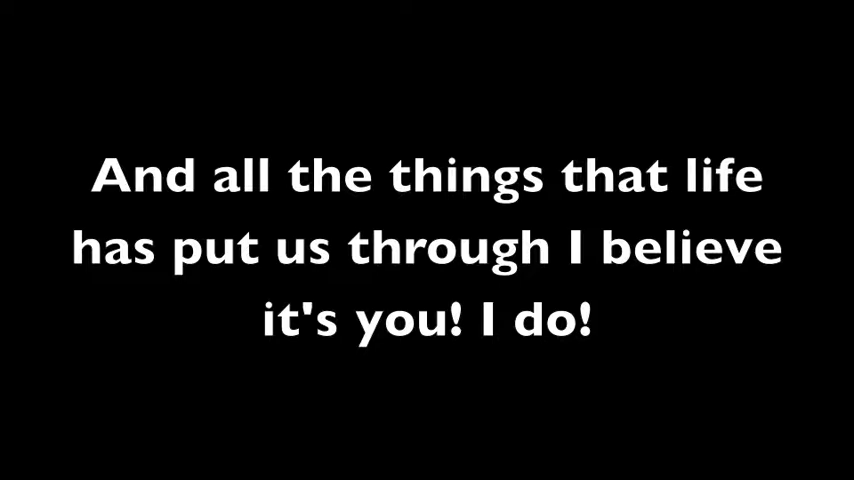 And all the things that life
has put us through I believe
it's you! I do!